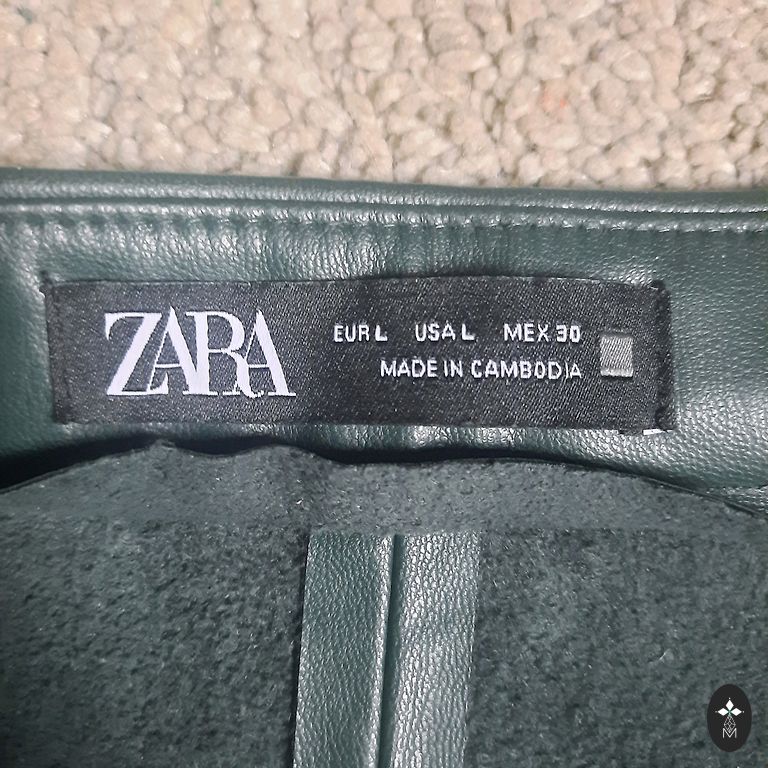 ZARA
EUR L USA L MEX 30
MADE IN CAMBODIA
M